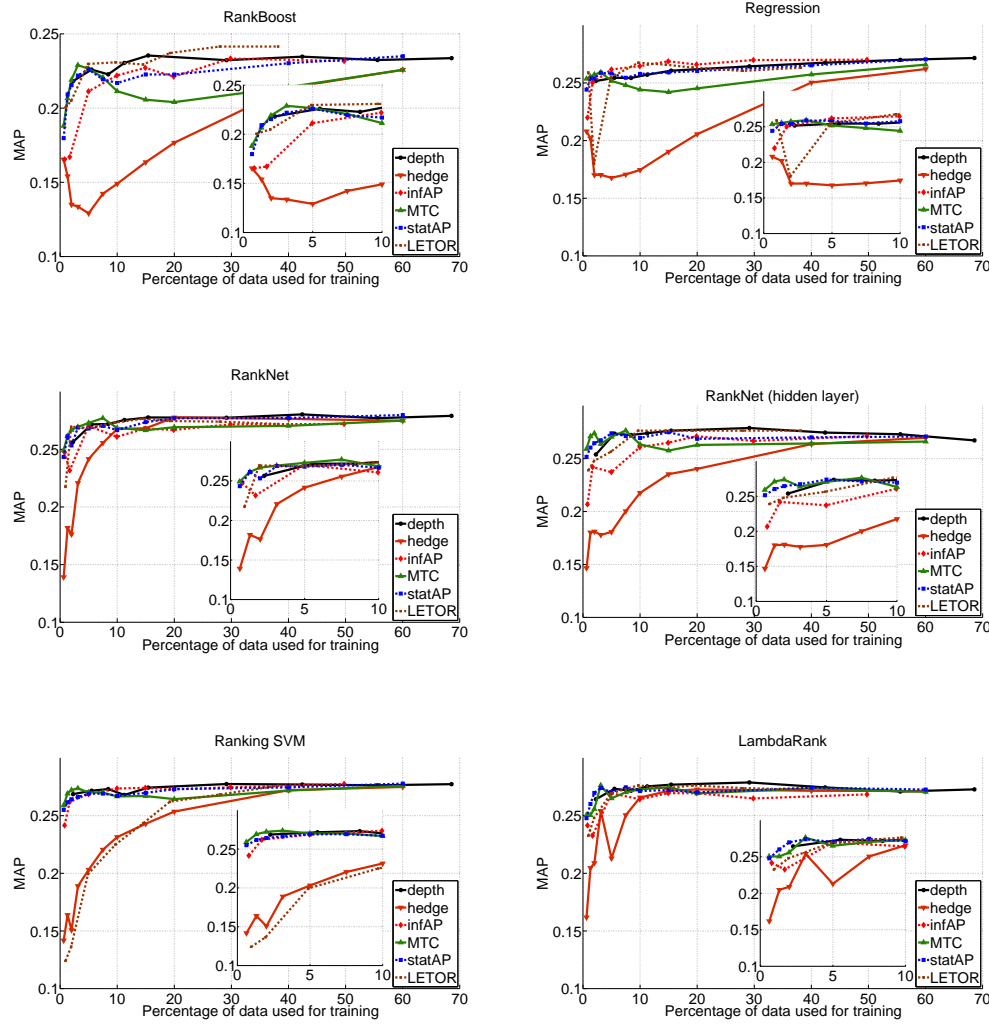 RankBoost
0.25
0.2
0.15
0.1
MAP
0.2
0.15
0.1
0 5 10
depth
hedge
infAP
MTC
statAP
LETOR
0 10 20 30 40 50 60 70
Percentage of data used for training
Regression
0.3
0.25
0.2
0.15
0.1
MAP
0.25
0.2
0.15
0.1
0 5 10
depth
hedge
infAP
MTC
statAP
LETOR
0 10 20 30 40 50 60 70
Percentage of data used for training
RankNet
0.25
0.2
0.15
0.1
MAP
0.25
0.2
0.15
0.1
0 5 10
depth
hedge
infAP
MTC
statAP
LETOR
0 10 20 30 40 50 60 70
Percentage of data used for training
RankNet (hidden layer)
0.25
0.2
0.15
0.1
MAP
0.25
0.2
0.15
0.1
0 5 10
depth
hedge
infAP
MTC
statAP
LETOR
0 10 20 30 40 50 60 70
Percentage of data used for training
Ranking SVM
0.25
0.2
0.15
0.1
MAP
0.25
0.2
0.15
0.1
0 5 10
depth
hedge
infAP
MTC
statAP
LETOR
0 10 20 30 40 50 60 70
Percentage of data used for training
LambdaRank
0.25
0.2
0.15
0.1
MAP
0.25
0.2
0.15
0.1
0 5 10
depth
hedge
infAP
MTC
statAP
LETOR
0 10 20 30 40 50 60 70
Percentage of data used for training